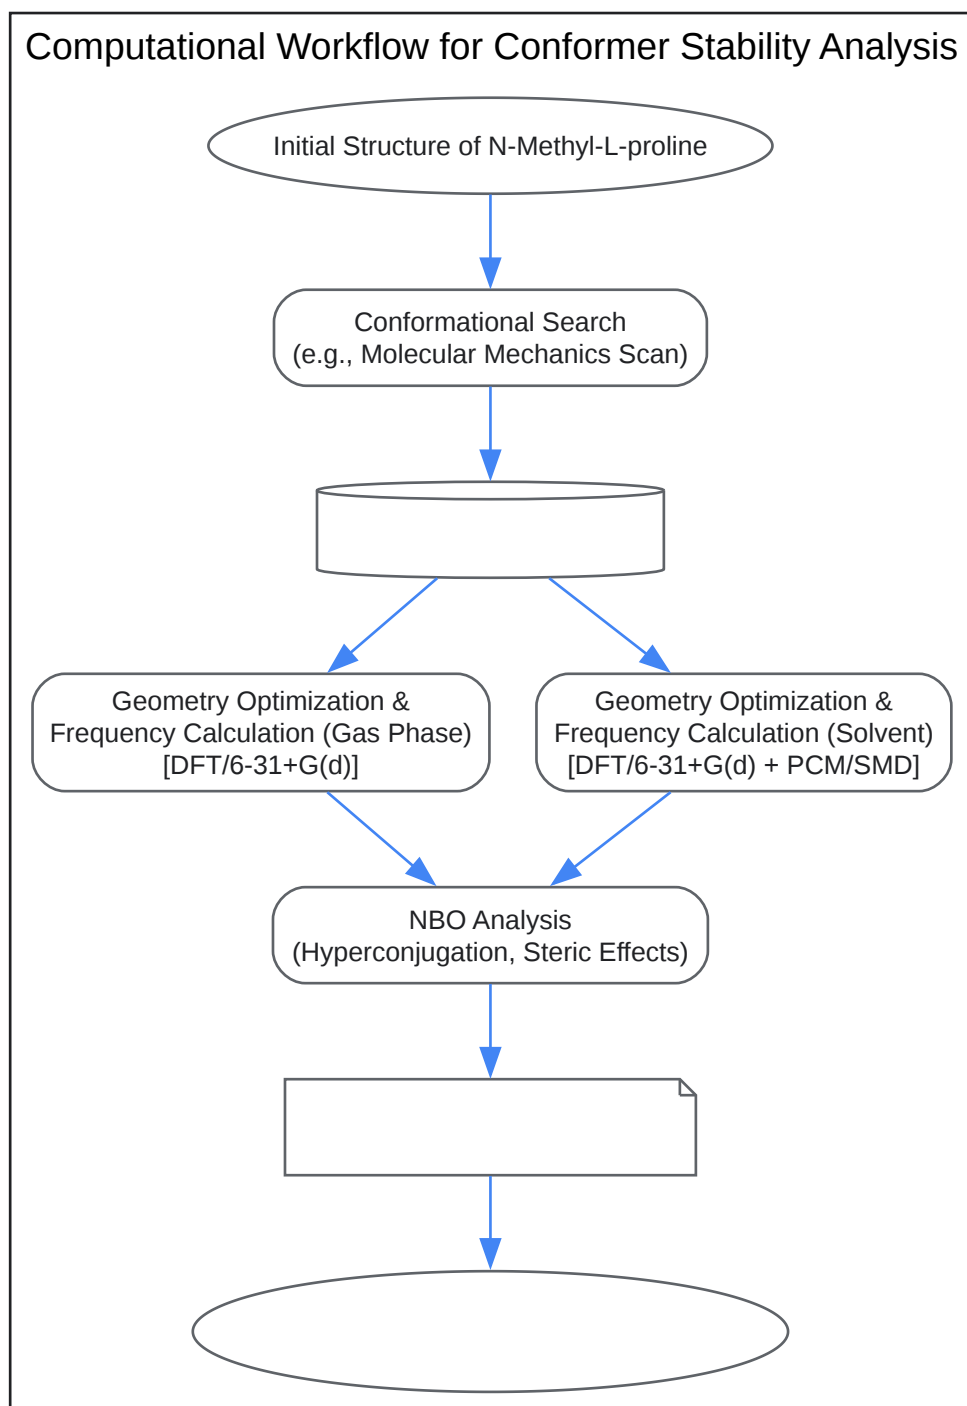 Computational Workflow for Conformer Stability Analysis
Initial Structure of N-Methyl-L-proline
Conformational Search
(e.g., Molecular Mechanics Scan)
Geometry Optimization &
Frequency Calculation (Gas Phase)
[DFT/6-31+G(d)]
Geometry Optimization &
Frequency Calculation (Solvent)
[DFT/6-31+G(d) + PCM/SMD]
NBO Analysis
(Hyperconjugation, Steric Effects)